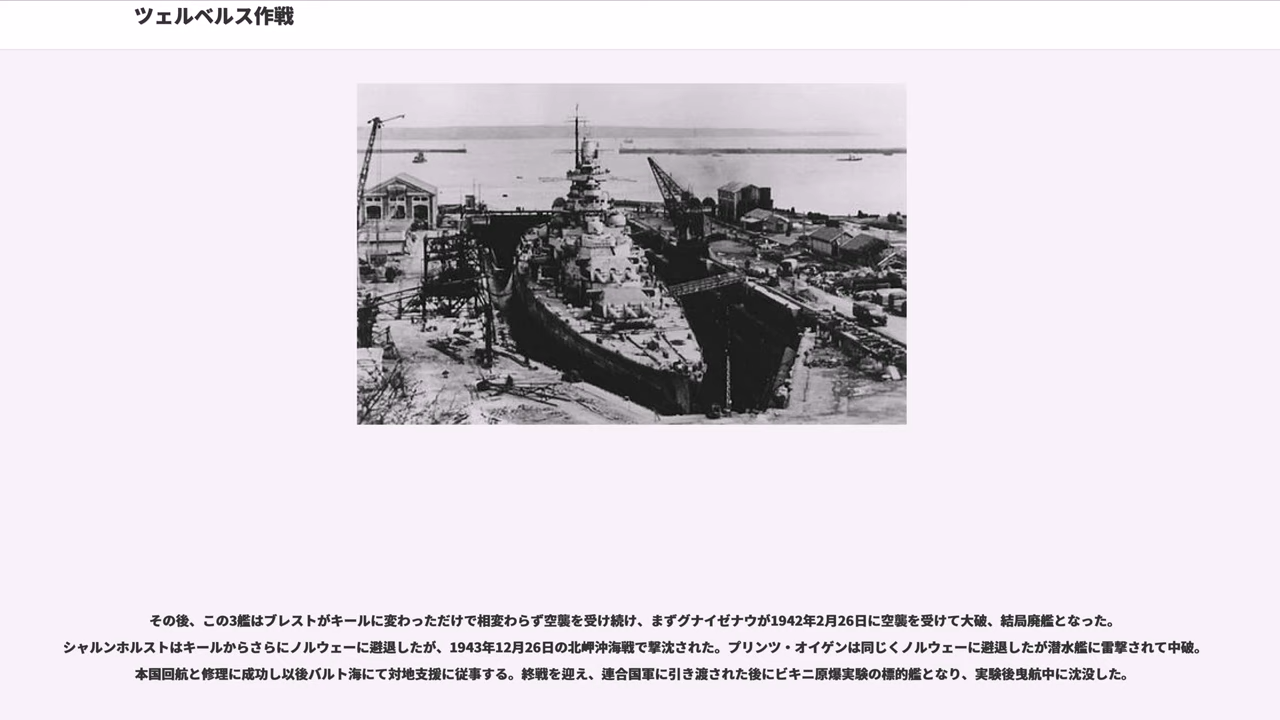 ツェルベルス作戦
その後、この3艦はブレストがキールに変わっただけで相変わらず空襲を受け続け、まずグナイゼナウが1942年2月26日に空襲を受けて大破、結局廃艦となった。
シャルンホルストはキールからさらにノルウェーに避退したが、1943年12月26日の北岬沖海戦で撃沈された。プリンツ・オイゲンは同じくノルウェーに避退したが潜水艦に雷撃されて中破。
本国回航と修理に成功し以後バルト海にて対地支援に従事する。終戦を迎え、連合国軍に引き渡された後にビキニ原爆実験の標的艦となり、実験後曳航中に沈没した。